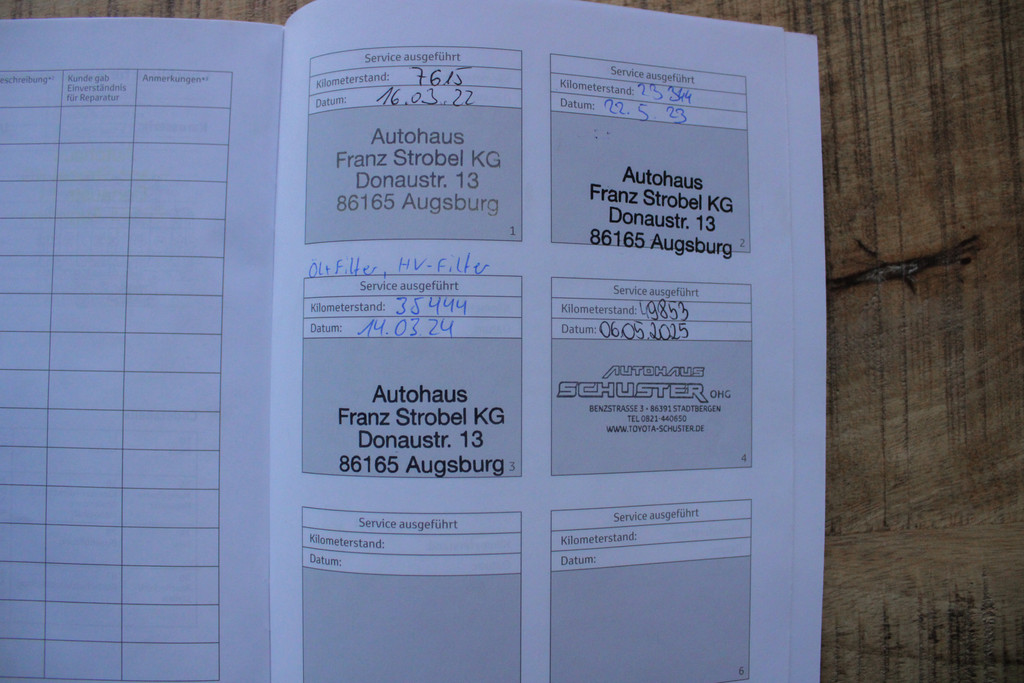 eschreibung*⁾
Kunde gab
Einverständnis
für Reparatur
Anmerkungen*⁾
Service ausgeführt
Kilometerstand: 7615
Datum: 16.03.22
Autohaus
Franz Strobel KG
Donaustr. 13
86165 Augsburg
1
Service ausgeführt
Kilometerstand: 23 344
Datum: 22. 5. 23
Autohaus
Franz Strobel KG
Donaustr. 13
86165 Augsburg
2
Öl+Filter, HV-Filter
Service ausgeführt
Kilometerstand: 35444
Datum: 14.03.24
Autohaus
Franz Strobel KG
Donaustr. 13
86165 Augsburg
3
Service ausgeführt
Kilometerstand: 49853
Datum: 06.05.2025
AUTOHAUS
SCHUSTER OHG
BENZSTRASSE 3 • 86391 STADTBERGEN
TEL 0821-440650
WWW.TOYOTA-SCHUSTER.DE
4
Service ausgeführt
Kilometerstand:
Datum:
Service ausgeführt
Kilometerstand:
Datum:
6